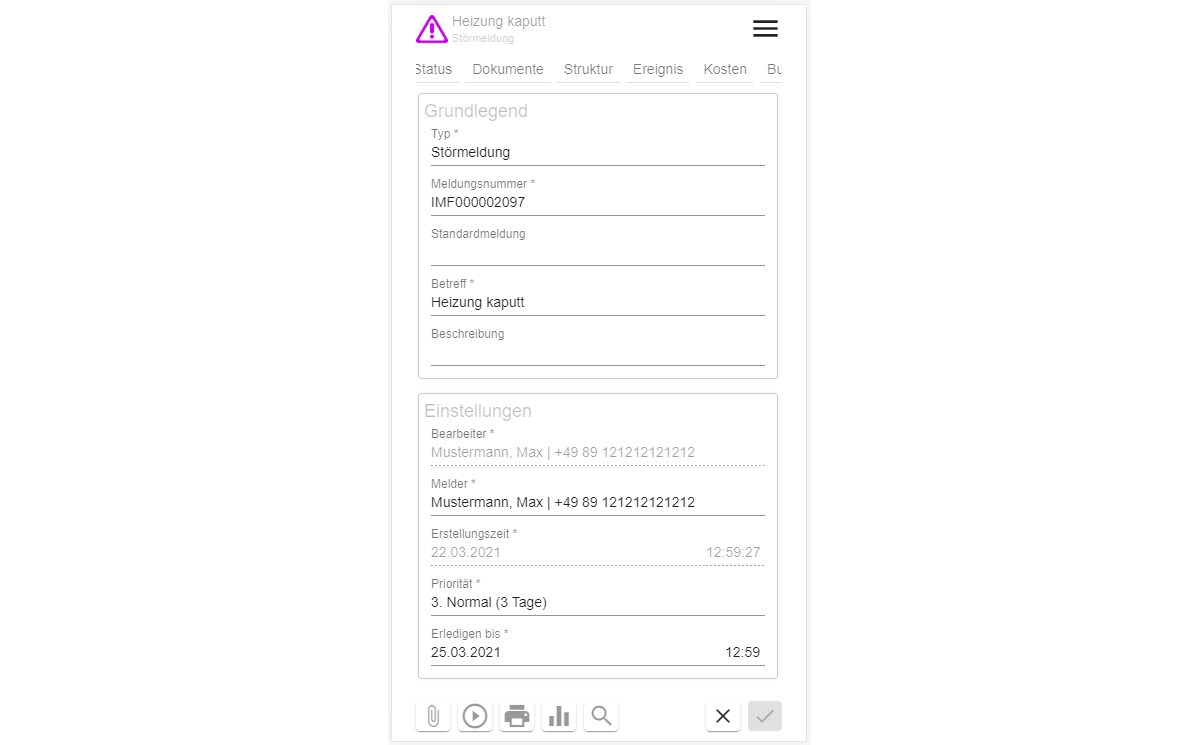 Heizung kaputt
Störmeldung
Status Dokumente Struktur Ereignis Kosten Bu
Grundlegend
Typ *
Störmeldung
Meldungsnummer *
IMF000002097
Standardmeldung
Betreff *
Heizung kaputt
Beschreibung
Einstellungen
Bearbeiter *
Mustermann, Max | +49 89 121212121212
Melder *
Mustermann, Max | +49 89 121212121212
Erstellungszeit *
22.03.2021 12:59:27
Priorität *
3. Normal (3 Tage)
Erledigen bis *
25.03.2021 12:59